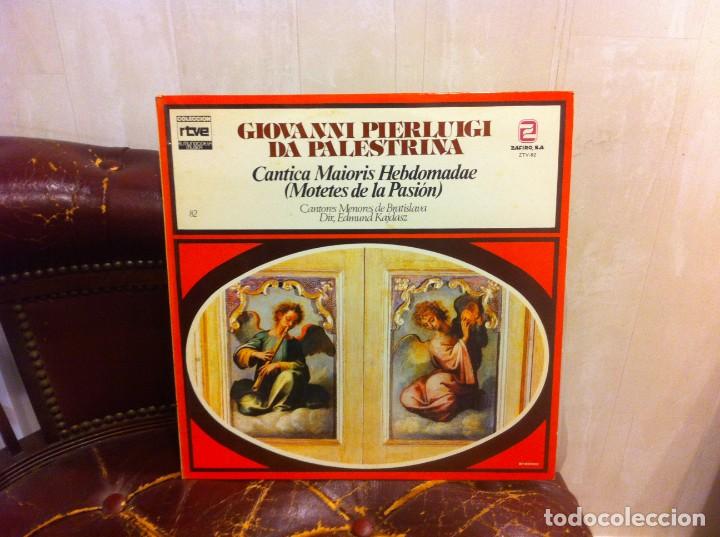 COLECCION
rtve
GIOVANNI PIERLUIGI
DA PALESTRINA
ZAFIRO, S.A.
ZTV-82
Cantica Maioris Hebdomadae
(Motetes de la Pasión)
82
Cantores Menores de Bratislava
Dir. Edmund Kajdasz
todocoleccion